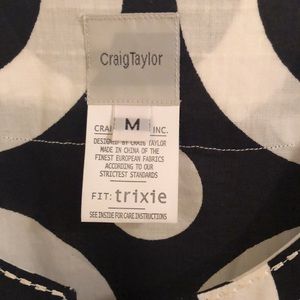 CraigTaylor
M
CRAI INC.
DESIGNED BY CRAIG TAYLOR
MADE IN CHINA OF THE
FINEST EUROPEAN FABRICS
ACCORDING TO OUR
STRICTEST STANDARDS
FIT: trixie
SEE INSIDE FOR CARE INSTRUCTIONS